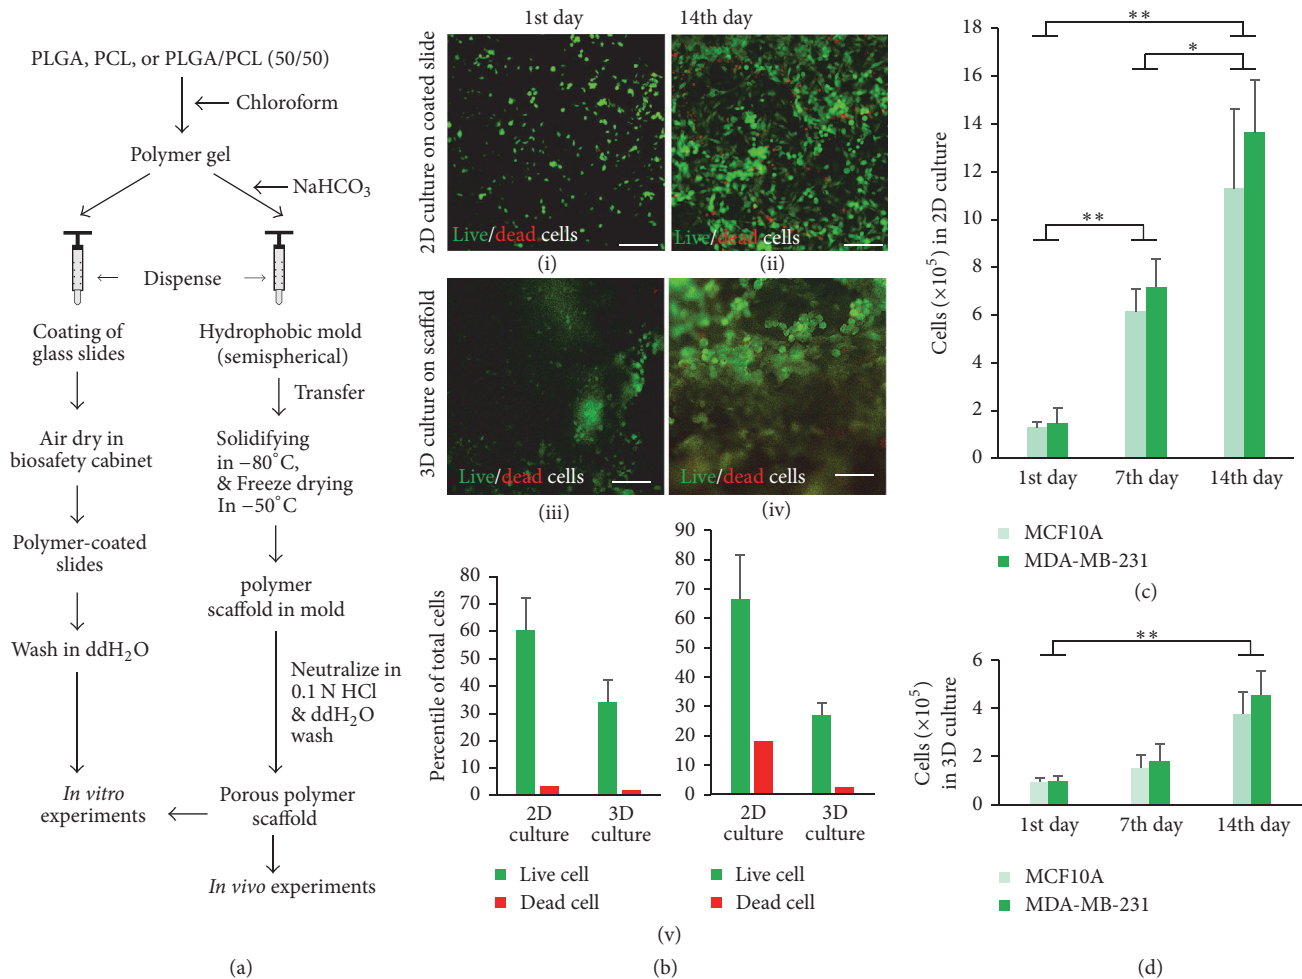 PLGA, PCL, or PLGA/PCL (50/50)
Chloroform
Polymer gel
NaHCO₃
Dispense
Coating of
glass slides
Air dry in
biosafety cabinet
Polymer-coated
slides
Wash in ddH₂O
In vitro
experiments
Hydrophobic mold
(semispherical)
Transfer
Solidifying
in −80°C,
& Freeze drying
In −50°C
polymer
scaffold in mold
Neutralize in
0.1 N HCl
& ddH₂O
wash
Porous polymer
scaffold
In vivo experiments
(a)
1st day
14th day
2D culture on coated slide
Live/dead cells
Live/dead cells
(i)
(ii)
3D culture on scaffold
Live/dead cells
Live/dead cells
(iii)
(iv)
Percentile of total cells
80
70
60
50
40
30
20
10
0
2D
culture
3D
culture
Live cell
Dead cell
90
80
70
60
50
40
30
20
10
0
2D
culture
3D
culture
Live cell
Dead cell
(v)
(b)
Cells (×10⁵) in 2D culture
18
16
14
12
10
8
6
4
2
0
**
*
**
1st day
7th day
14th day
MCF10A
MDA-MB-231
(c)
Cells (×10⁵)
in 3D culture
6
4
2
0
**
1st day
7th day
14th day
MCF10A
MDA-MB-231
(d)